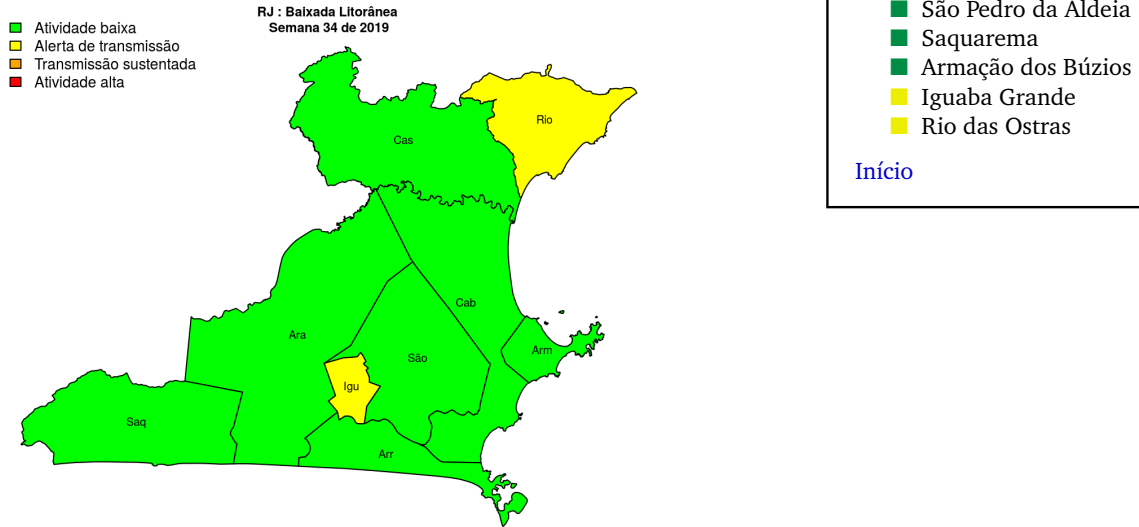 RJ : Baixada Litorânea
Semana 34 de 2019
Atividade baixa
Alerta de transmissão
Transmissão sustentada
Atividade alta
Rio
Cas
Cab
Ara
Arm
São
Igu
Saq
Arr
São Pedro da Aldeia
Saquarema
Armação dos Búzios
Iguaba Grande
Rio das Ostras
Início